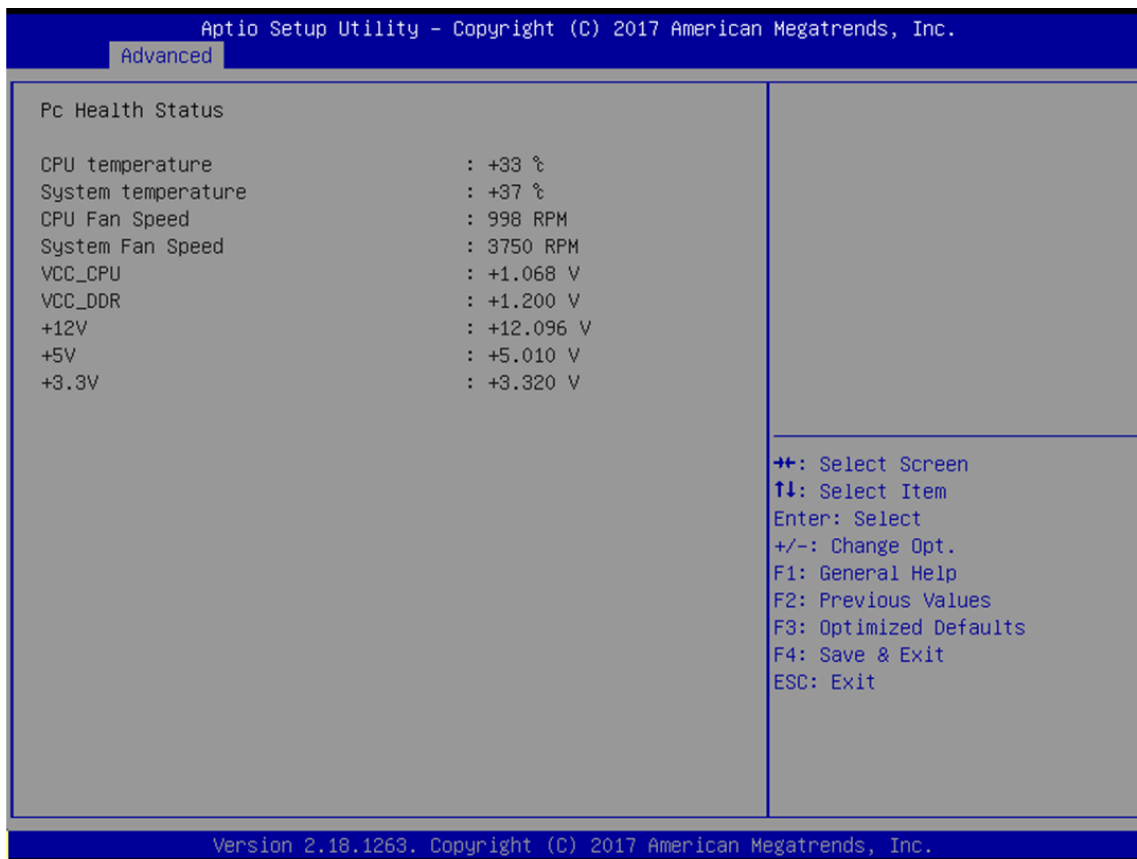 Aptio Setup Utility – Copyright (C) 2017 American Megatrends, Inc.
Advanced
Pc Health Status
CPU temperature : +33 ℃
System temperature : +37 ℃
CPU Fan Speed : 998 RPM
System Fan Speed : 3750 RPM
VCC_CPU : +1.068 V
VCC_DDR : +1.200 V
+12V : +12.096 V
+5V : +5.010 V
+3.3V : +3.320 V
→←: Select Screen
↑↓: Select Item
Enter: Select
+/-: Change Opt.
F1: General Help
F2: Previous Values
F3: Optimized Defaults
F4: Save & Exit
ESC: Exit
Version 2.18.1263. Copyright (C) 2017 American Megatrends, Inc.